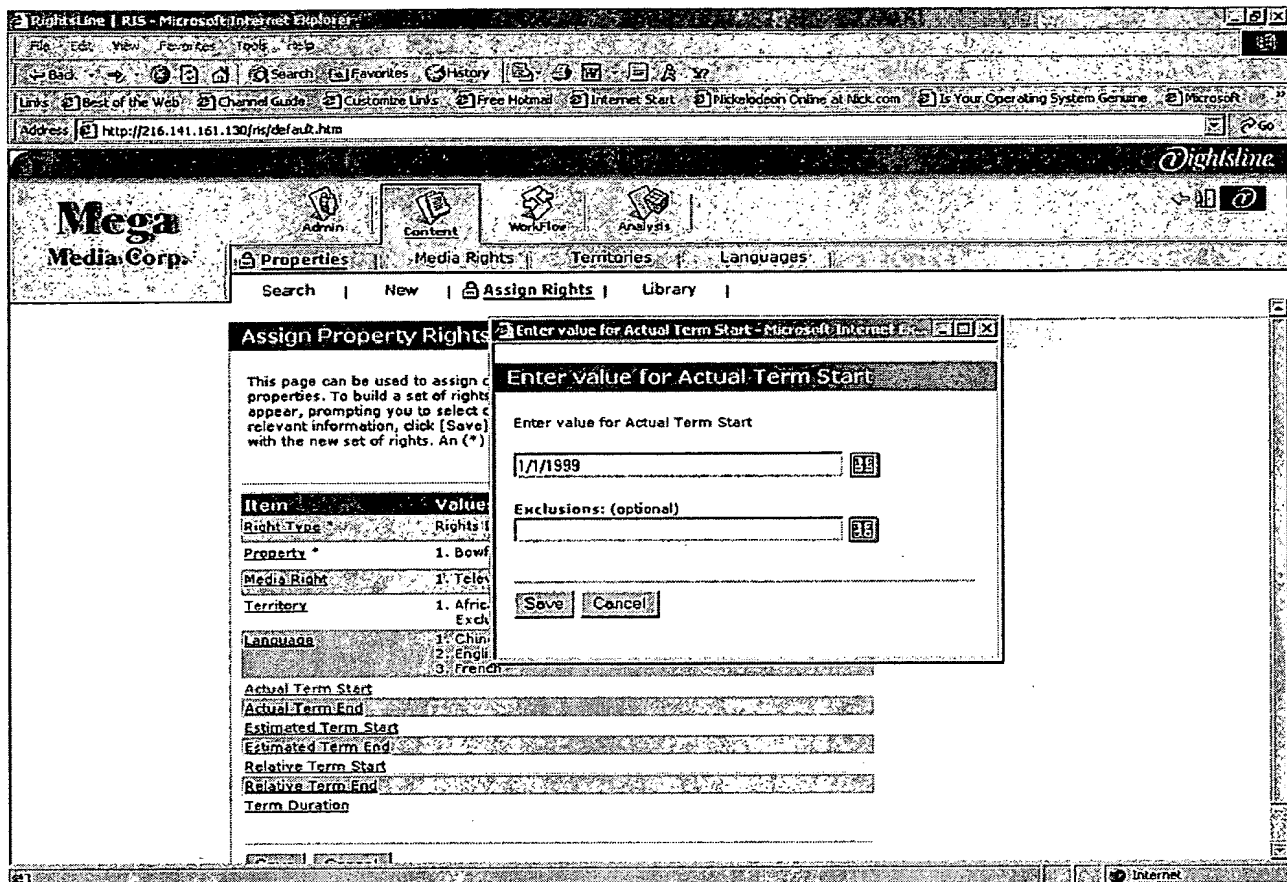 RightsLine | RIS - Microsoft Internet Explorer
File Edit View Favorites Tools Help
Back Search Favorites History
Links Best of the Web Channel Guide Customize Links Free Hotmail Internet Start Nickelodeon Online at Nick.com Is Your Operating System Genuine Microsoft
Address http://216.141.161.130/ris/default.htm Go
Rightsline
Mega
Media Corp.
Admin Content WorkFlow Analysis
Properties Media Rights Territories Languages
Search | New | Assign Rights | Library |
Assign Property Rights
This page can be used to assign c
properties. To build a set of rights
appear, prompting you to select c
relevant information, click [Save]
with the new set of rights. An (*)
Item Value
Right Type * Rights
Property * 1. Bowf
Media Right 1. Telev
Territory 1. Afric
Exclu
Language 1. Chin
2. Engli
3. French
Actual Term Start
Actual Term End
Estimated Term Start
Estimated Term End
Relative Term Start
Relative Term End
Term Duration
Enter value for Actual Term Start - Microsoft Internet Ex...
Enter value for Actual Term Start
Enter value for Actual Term Start
1/1/1999
Exclusions: (optional)
Save Cancel
Internet